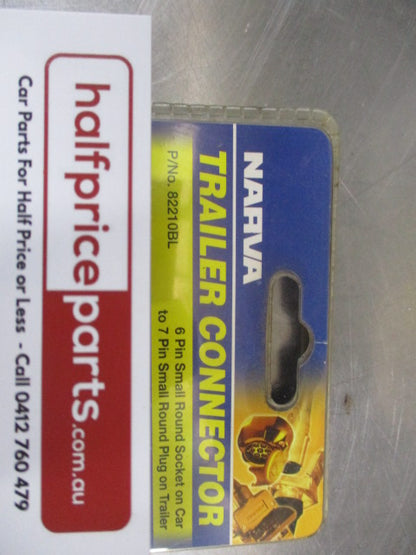 halfpriceparts.com.au
Car Parts For Half Price or Less - Call 0412 760 479
NARVA
TRAILER CONNECTOR
P/No. 82210BL
6 Pin Small Round Socket on Car
to 7 Pin Small Round Plug on Trailer